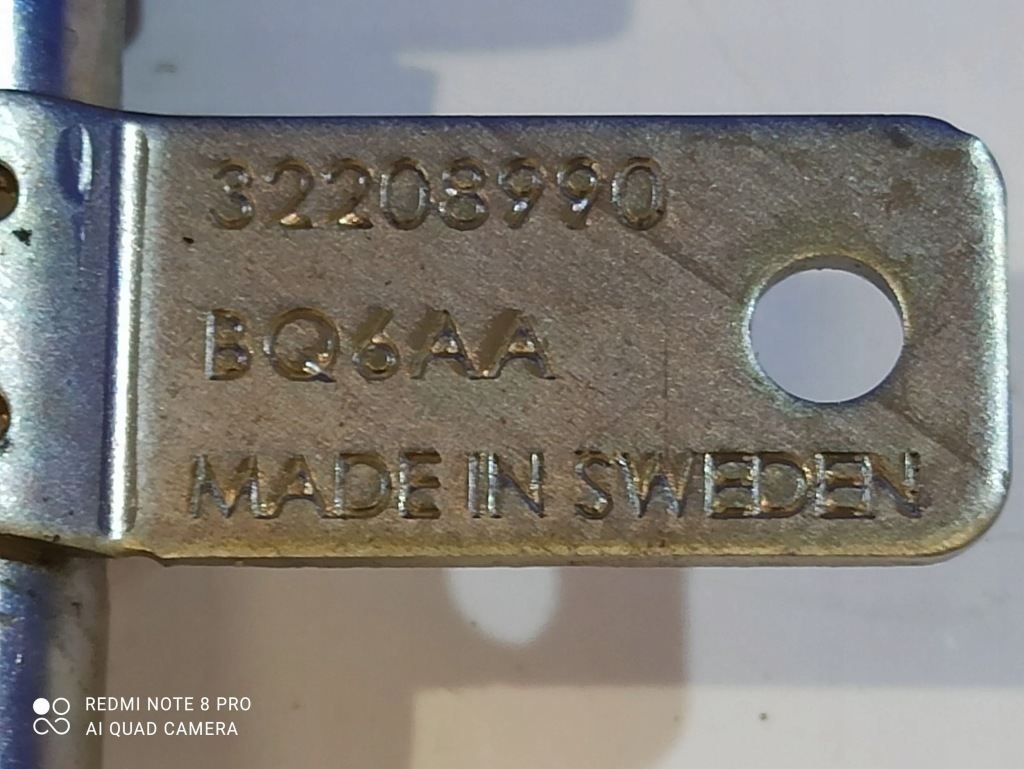 32208990
BQ6AA
MADE IN SWEDEN
REDMI NOTE 8 PRO
AI QUAD CAMERA